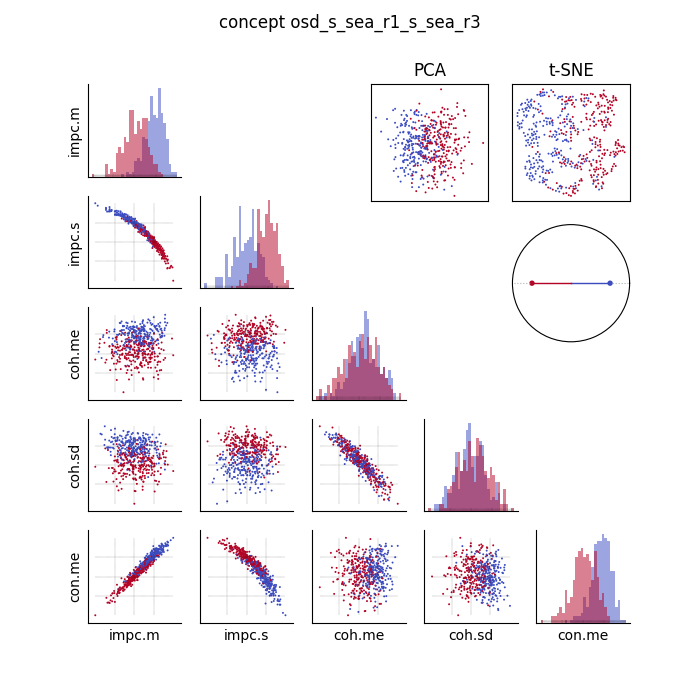 concept osd_s_sea_r1_s_sea_r3
PCA
t-SNE
impc.m
impc.s
coh.me
coh.sd
con.me
impc.m
impc.s
coh.me
coh.sd
con.me